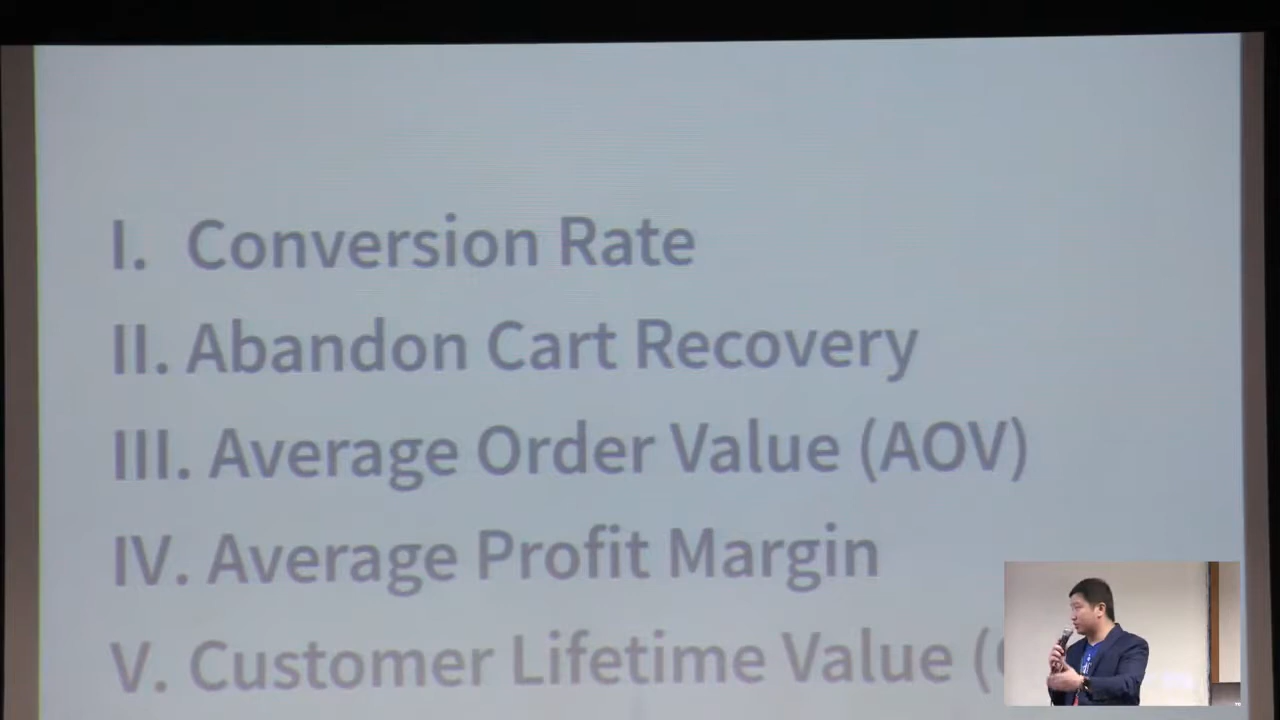 I. Conversion Rate
II. Abandon Cart Recovery
III. Average Order Value (AOV)
IV. Average Profit Margin
V. Customer Lifetime Value (